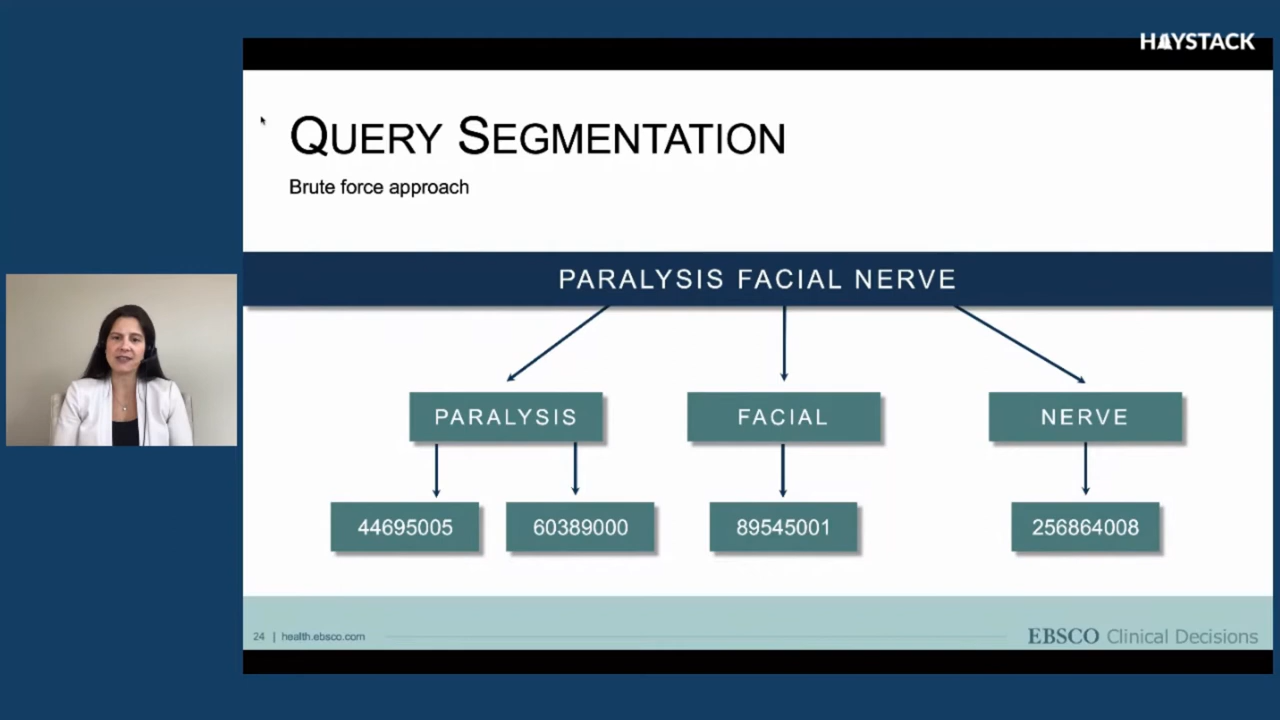 HAYSTACK
QUERY SEGMENTATION
Brute force approach
PARALYSIS FACIAL NERVE
PARALYSIS FACIAL NERVE
44695005 60389000 89545001 256864008
24 | health.ebsco.com EBSCO Clinical Decisions